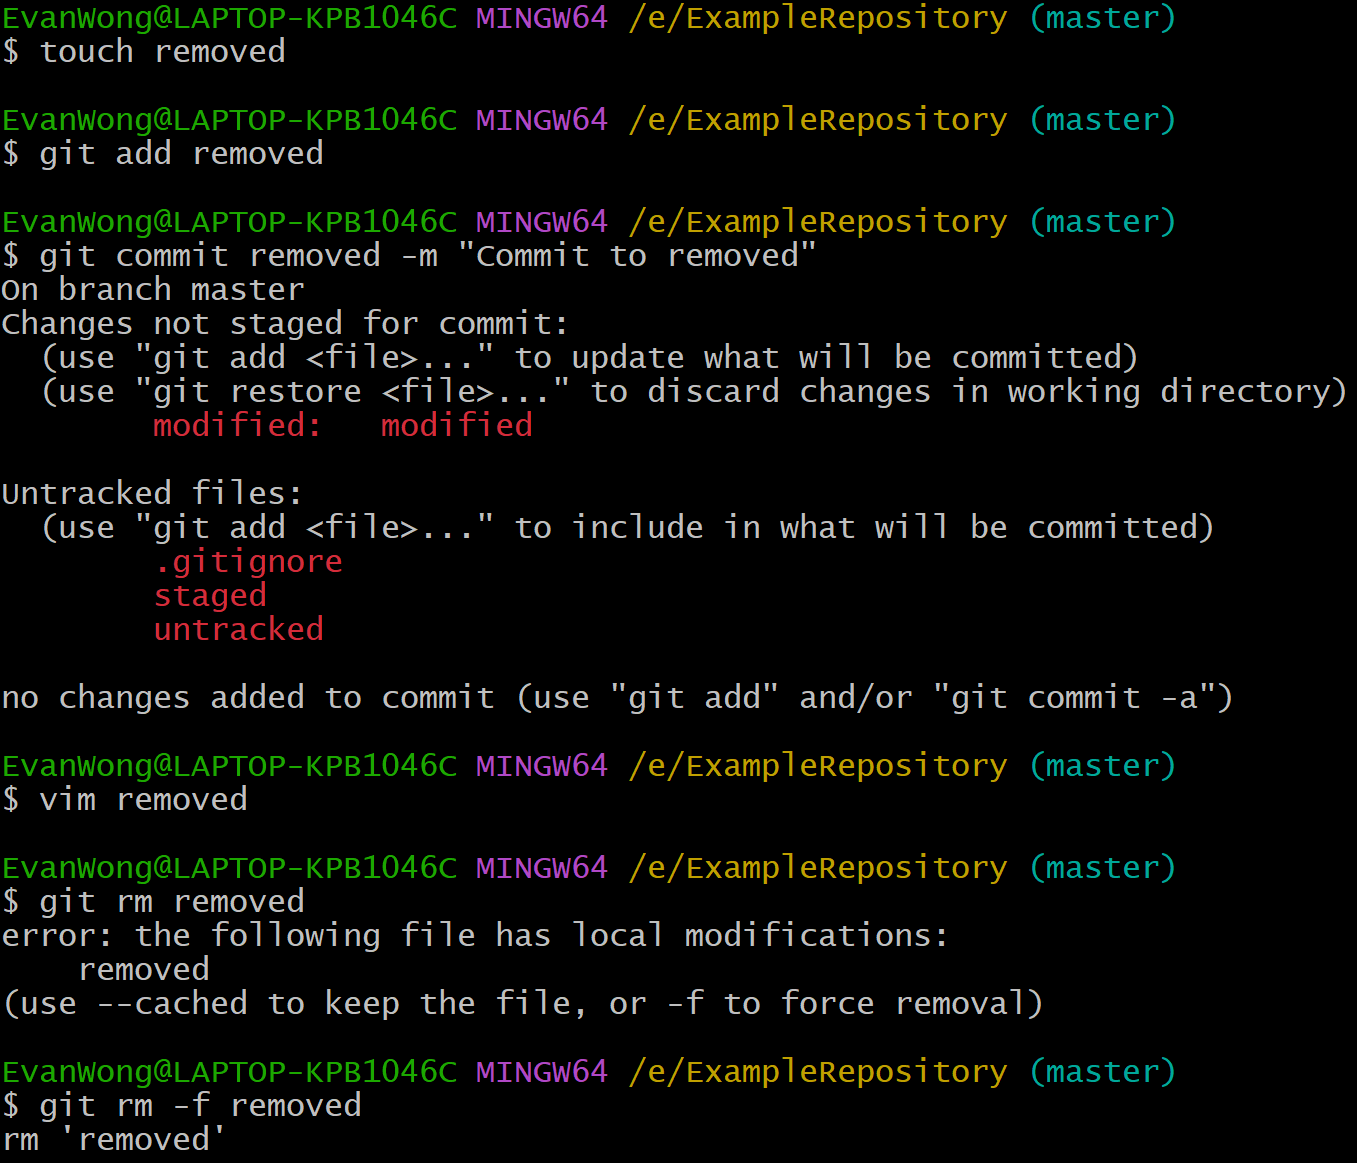 EvanWong@LAPTOP-KPB1046C MINGW64 /e/ExampleRepository (master)
$ touch removed

EvanWong@LAPTOP-KPB1046C MINGW64 /e/ExampleRepository (master)
$ git add removed

EvanWong@LAPTOP-KPB1046C MINGW64 /e/ExampleRepository (master)
$ git commit removed -m "Commit to removed"
On branch master
Changes not staged for commit:
  (use "git add <file>..." to update what will be committed)
  (use "git restore <file>..." to discard changes in working directory)
        modified:   modified

Untracked files:
  (use "git add <file>..." to include in what will be committed)
        .gitignore
        staged
        untracked

no changes added to commit (use "git add" and/or "git commit -a")

EvanWong@LAPTOP-KPB1046C MINGW64 /e/ExampleRepository (master)
$ vim removed

EvanWong@LAPTOP-KPB1046C MINGW64 /e/ExampleRepository (master)
$ git rm removed
error: the following file has local modifications:
    removed
(use --cached to keep the file, or -f to force removal)

EvanWong@LAPTOP-KPB1046C MINGW64 /e/ExampleRepository (master)
$ git rm -f removed
rm 'removed'